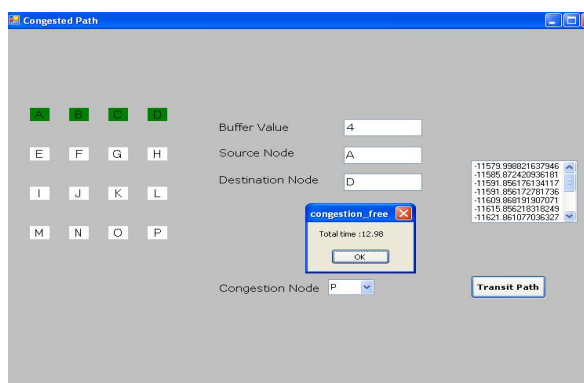 Congested Path
A B C D
E F G H
I J K L
M N O P
Buffer Value 4
Source Node A
Destination Node D
congestion_free
Total time :12.98
OK
Congestion Node P
-11579.998821637946
-11585.872420936181
-11591.856176134117
-11591.856172781736
-11609.868191907071
-11615.856218318249
-11621.861077036327
Transit Path